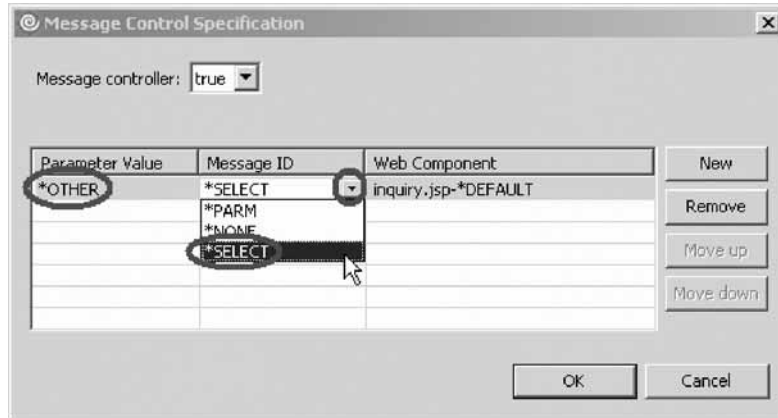 Message Control Specification
Message controller: true
Parameter Value Message ID Web Component
*OTHER *SELECT inquiry.jsp-*DEFAULT
*PARM
*NONE
*SELECT
New
Remove
Move up
Move down
OK Cancel